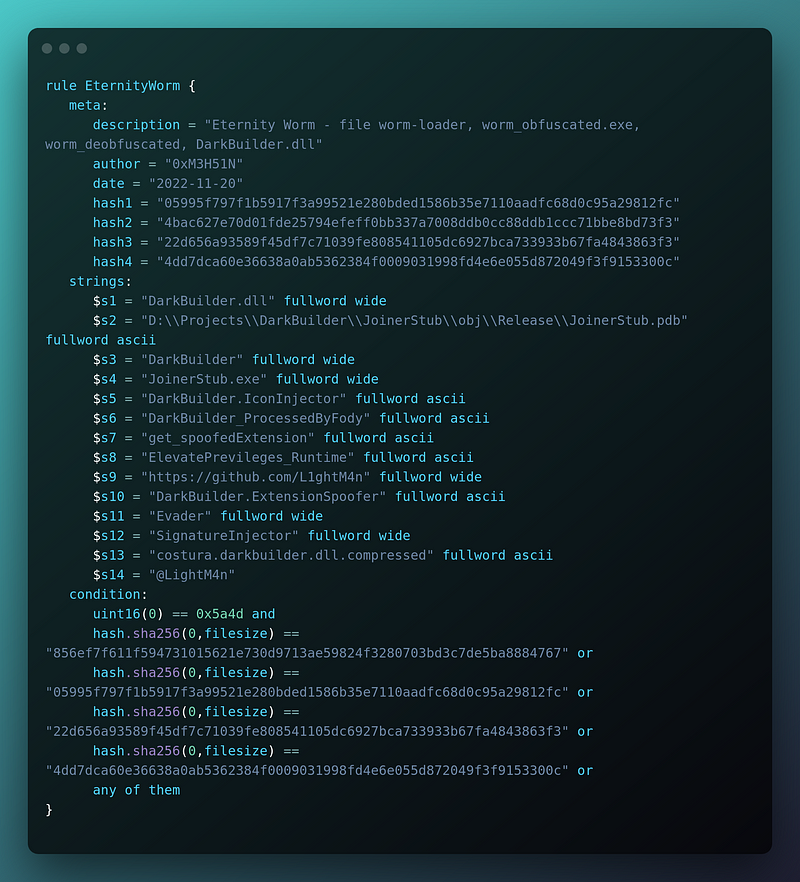 rule EternityWorm {
meta:
description = "Eternity Worm - file worm-loader, worm_obfuscated.exe,
worm_deobfuscated, DarkBuilder.dll"
author = "0xM3H51N"
date = "2022-11-20"
hash1 = "05995f797f1b5917f3a99521e280bded1586b35e7110aadfc68d0c95a29812fc"
hash2 = "4bac627e70d01fde25794efeff0bb337a7008ddb0cc88ddb1ccc71bbe8bd73f3"
hash3 = "22d656a93589f45df7c71039fe808541105dc6927bca733933b67fa4843863f3"
hash4 = "4dd7dca60e36638a0ab5362384f0009031998fd4e6e055d872049f3f9153300c"
strings:
$s1 = "DarkBuilder.dll" fullword wide
$s2 = "D:\\Projects\\DarkBuilder\\JoinerStub\\obj\\Release\\JoinerStub.pdb"
fullword ascii
$s3 = "DarkBuilder" fullword wide
$s4 = "JoinerStub.exe" fullword wide
$s5 = "DarkBuilder.IconInjector" fullword ascii
$s6 = "DarkBuilder_ProcessedByFody" fullword ascii
$s7 = "get_spoofedExtension" fullword ascii
$s8 = "ElevatePrevileges_Runtime" fullword ascii
$s9 = "https://github.com/L1ghtM4n" fullword wide
$s10 = "DarkBuilder.ExtensionSpoofer" fullword ascii
$s11 = "Evader" fullword wide
$s12 = "SignatureInjector" fullword wide
$s13 = "costura.darkbuilder.dll.compressed" fullword ascii
$s14 = "@LightM4n"
condition:
uint16(0) == 0x5a4d and
hash.sha256(0,filesize) ==
"856ef7f611f594731015621e730d9713ae59824f3280703bd3c7de5ba8884767" or
hash.sha256(0,filesize) ==
"05995f797f1b5917f3a99521e280bded1586b35e7110aadfc68d0c95a29812fc" or
hash.sha256(0,filesize) ==
"22d656a93589f45df7c71039fe808541105dc6927bca733933b67fa4843863f3" or
hash.sha256(0,filesize) ==
"4dd7dca60e36638a0ab5362384f0009031998fd4e6e055d872049f3f9153300c" or
any of them
}